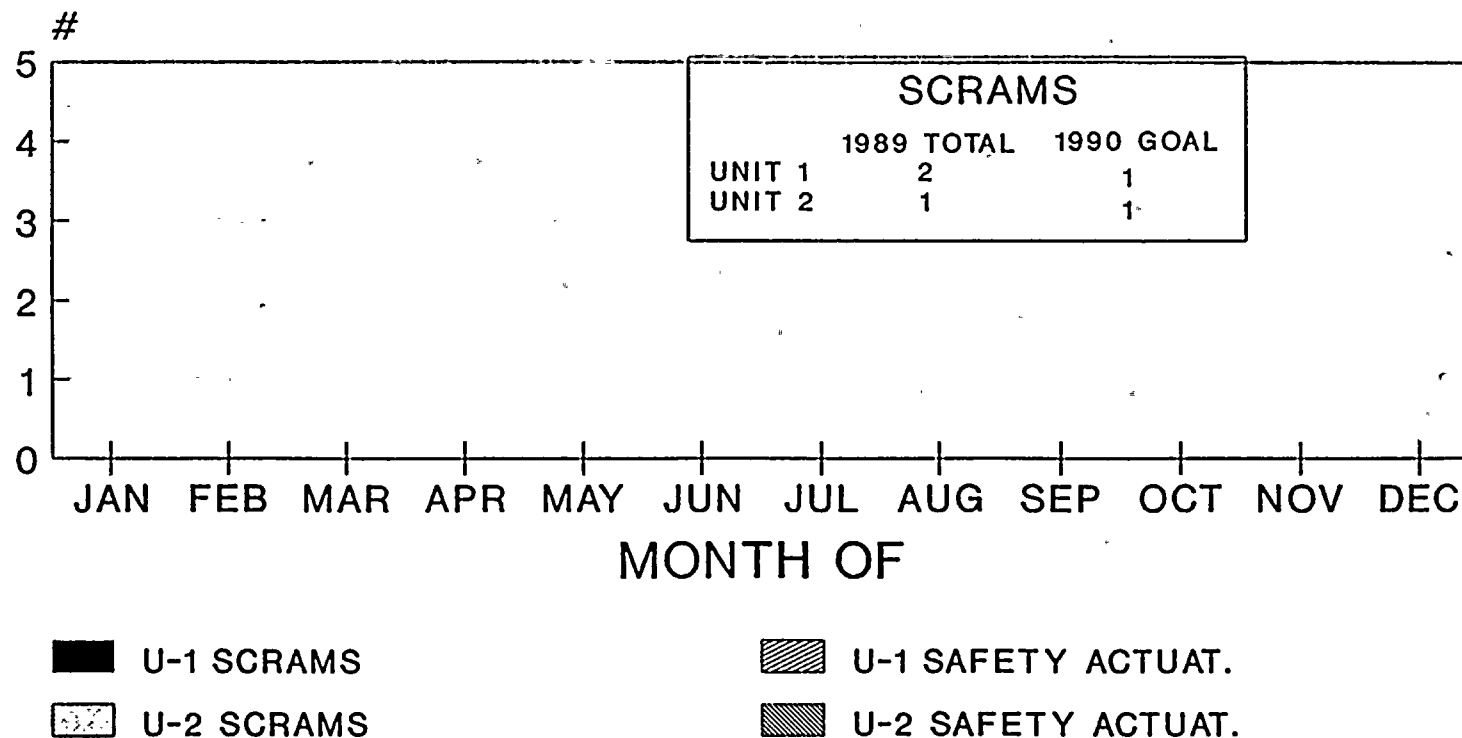 #
5
4
3
2
1
0
SCRAMS
1989 TOTAL 1990 GOAL
UNIT 1 2 1
UNIT 2 1 1
JAN FEB MAR APR MAY JUN JUL AUG SEP OCT NOV DEC
MONTH OF
U-1 SCRAMS U-1 SAFETY ACTUAT.
U-2 SCRAMS U-2 SAFETY ACTUAT.